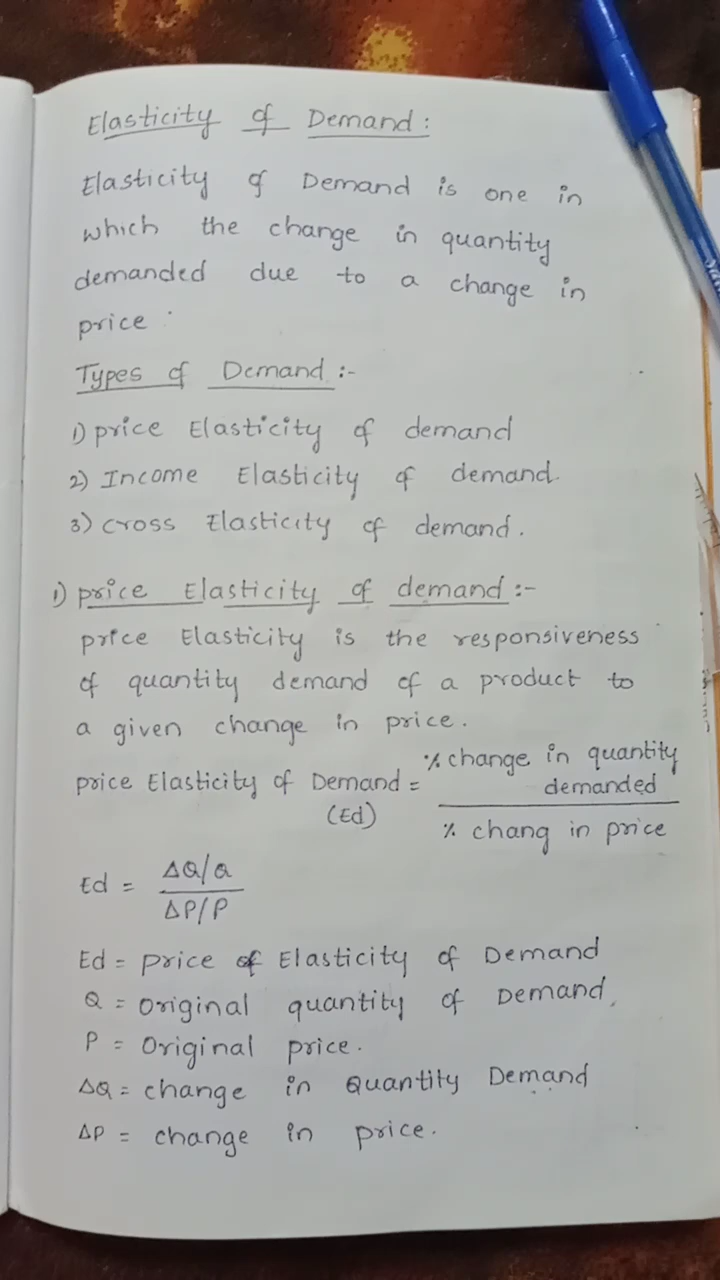 Elasticity of Demand:
Elasticity of Demand is one in
which the change in quantity
demanded due to a change in
price.
Types of Demand :-
1) price Elasticity of demand
2) Income Elasticity of demand.
3) cross Elasticity of demand.
1) price Elasticity of demand :-
price Elasticity is the responsiveness
of quantity demand of a product to
a given change in price.
price Elasticity of Demand = % change in quantity
demanded
(Ed)
% chang in price
Ed = ΔQ/Q
ΔP/P
Ed = price of Elasticity of Demand
Q = original quantity of Demand,
P = Original price.
ΔQ = change in Quantity Demand
ΔP = change in price.